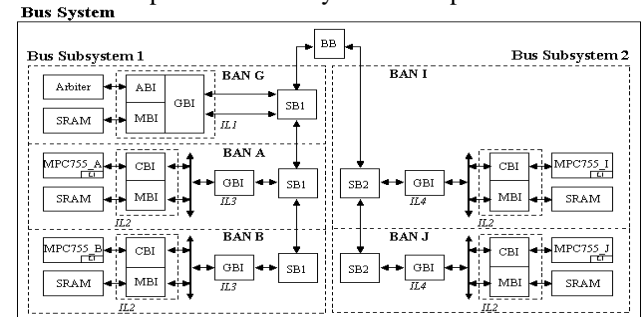 Bus System
BB
Bus Subsystem 1
Bus Subsystem 2
BAN G
BAN I
Arbiter
ABI
GBI
SB1
SRAM
MBI
IL1
BAN A
MPC755_A
CBI
GBI
SB1
SRAM
MBI
IL3
IL2
SB2
GBI
CBI
MPC755_I
IL4
MBI
SRAM
IL2
BAN B
MPC755_B
CBI
GBI
SB1
SRAM
MBI
IL3
IL2
BAN J
SB2
GBI
CBI
MPC755_J
IL4
MBI
SRAM
IL2